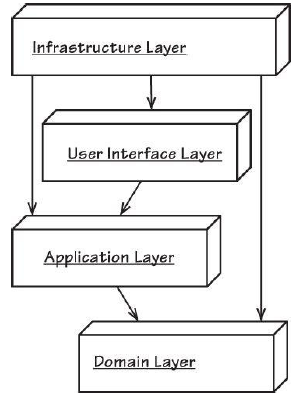 Infrastructure Layer
User Interface Layer
Application Layer
Domain Layer